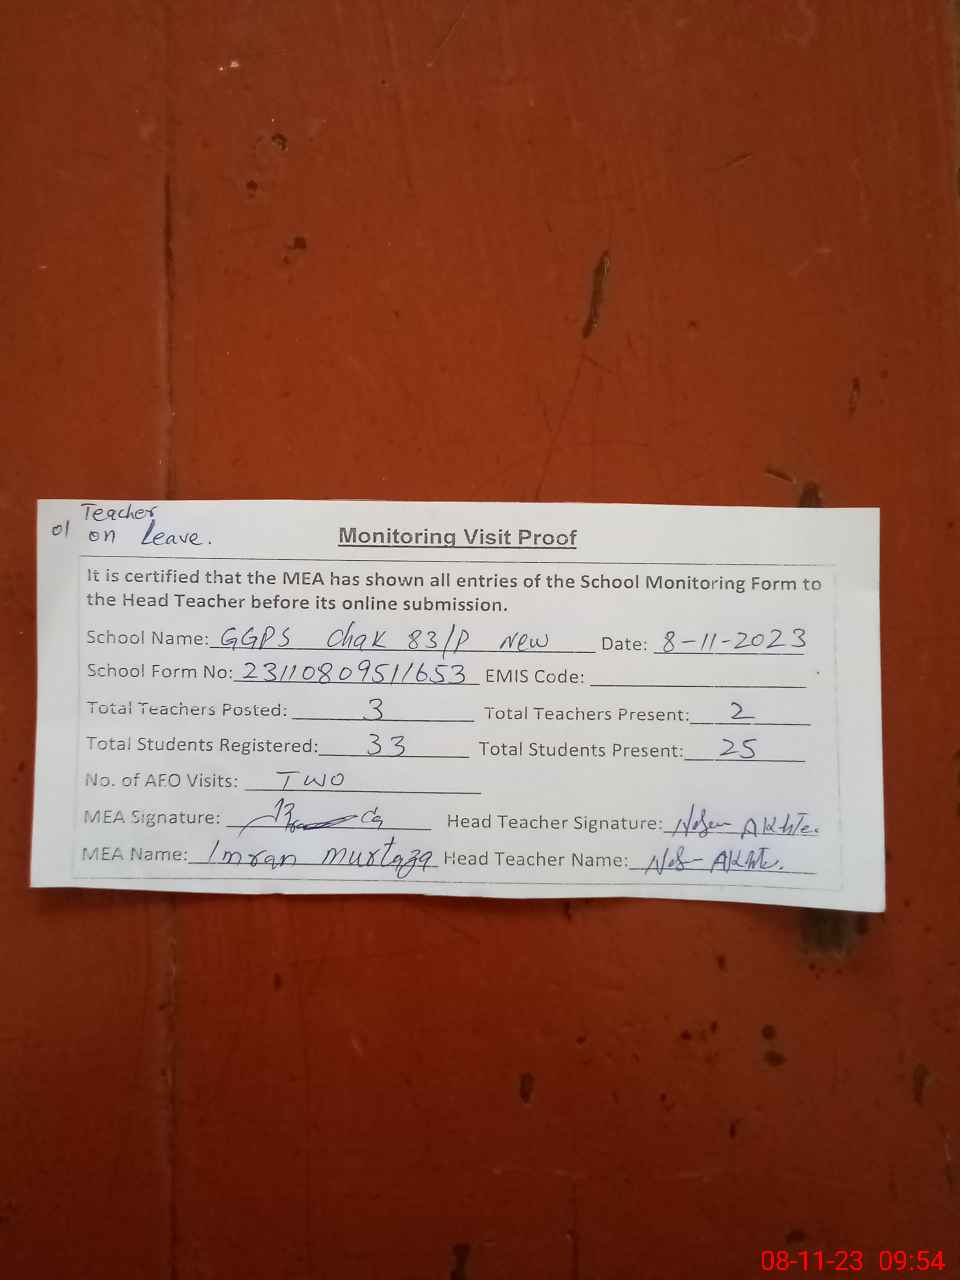 Teacher
01 on Leave.
Monitoring Visit Proof
It is certified that the MEA has shown all entries of the School Monitoring Form to
the Head Teacher before its online submission.
School Name: GGPS Chak 83/P New Date: 8-11-2023
School Form No: 23110809511653 EMIS Code:
Total Teachers Posted: 3 Total Teachers Present: 2
Total Students Registered: 33 Total Students Present: 25
No. of AEO Visits: TWO
MEA Signature: Head Teacher Signature:
MEA Name: Imran Murtaza Head Teacher Name:
08-11-23 09:54